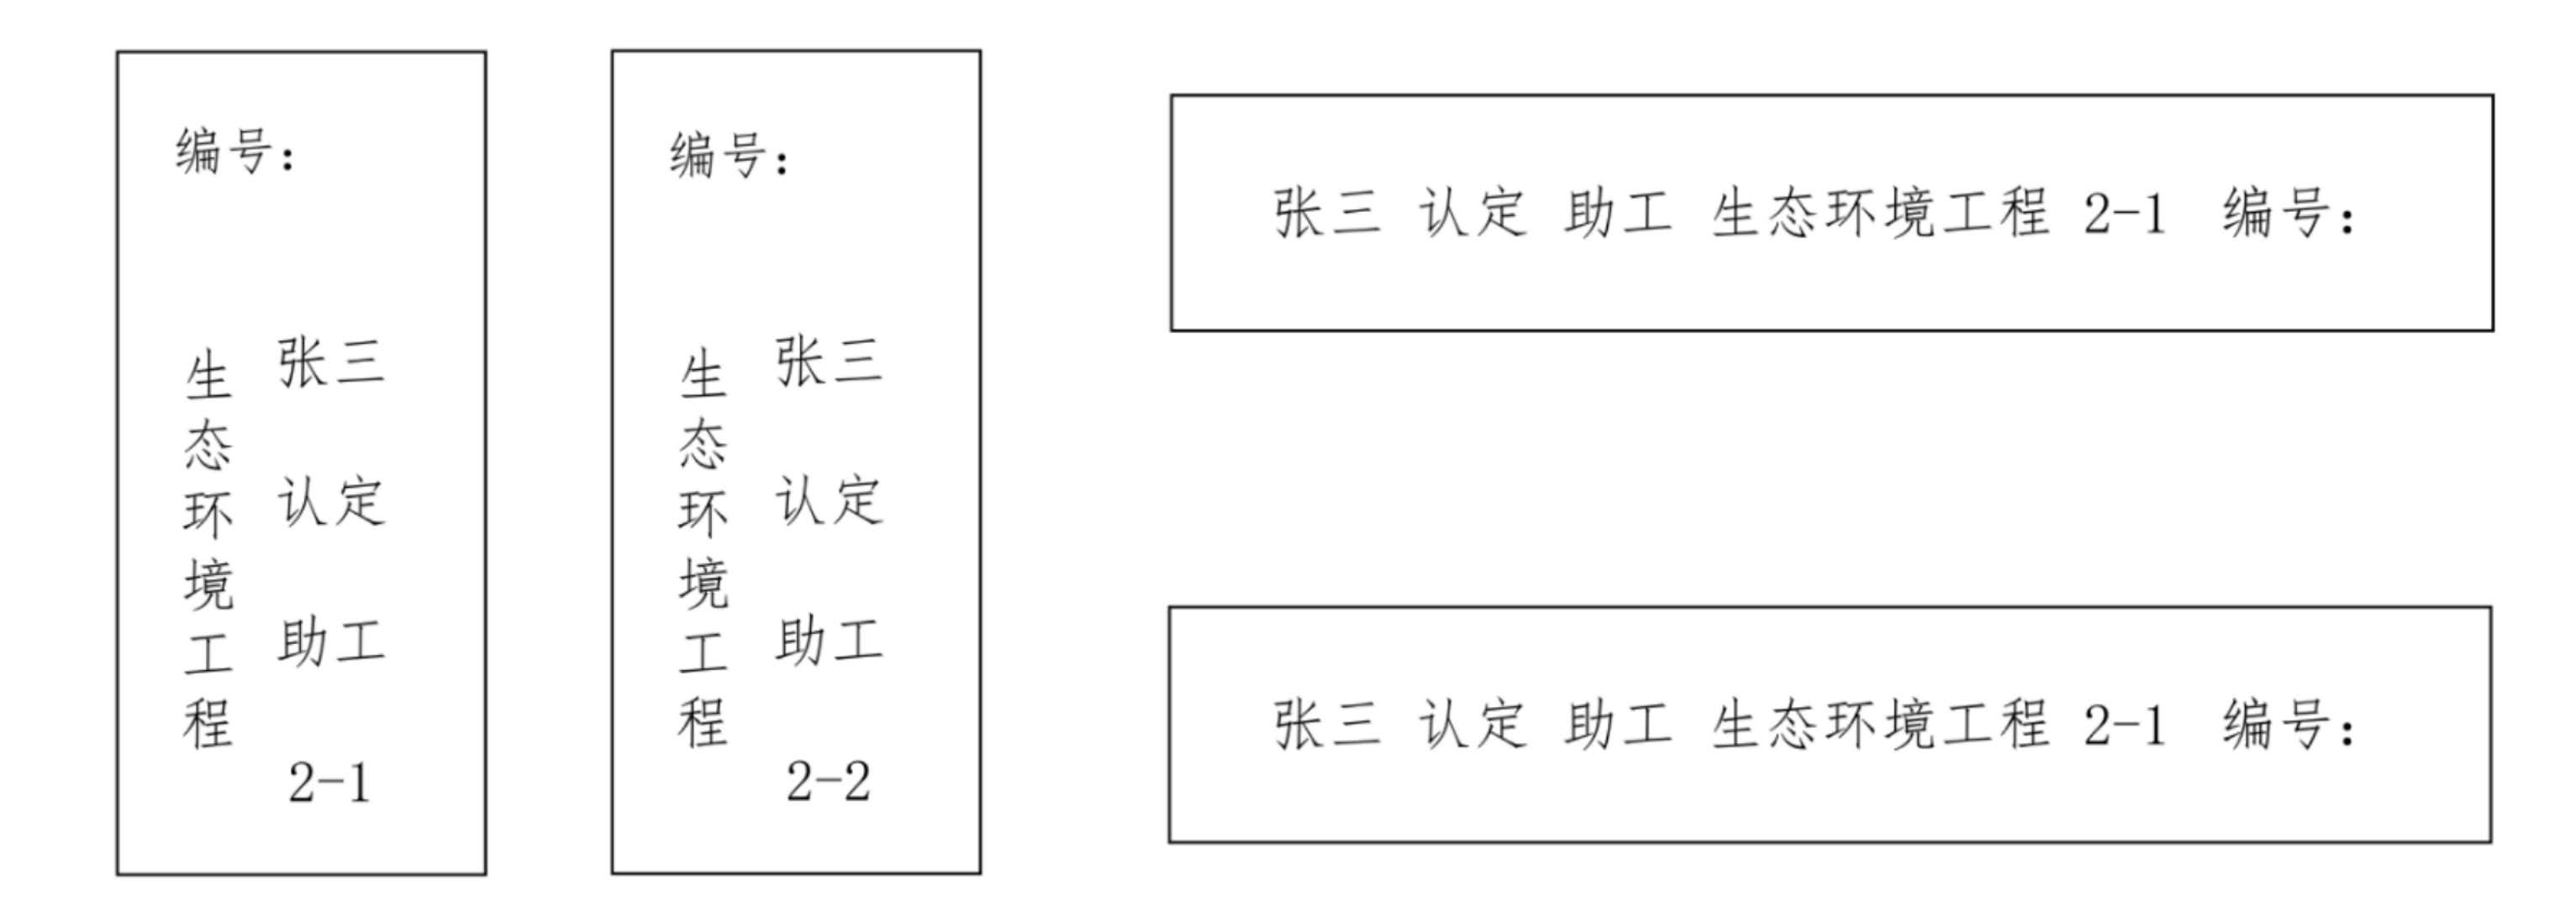 编号：
张三
认定
助工
2-1
生态环境工程
编号：
张三
认定
助工
2-2
生态环境工程
张三 认定 助工 生态环境工程 2-1 编号：
张三 认定 助工 生态环境工程 2-1 编号：